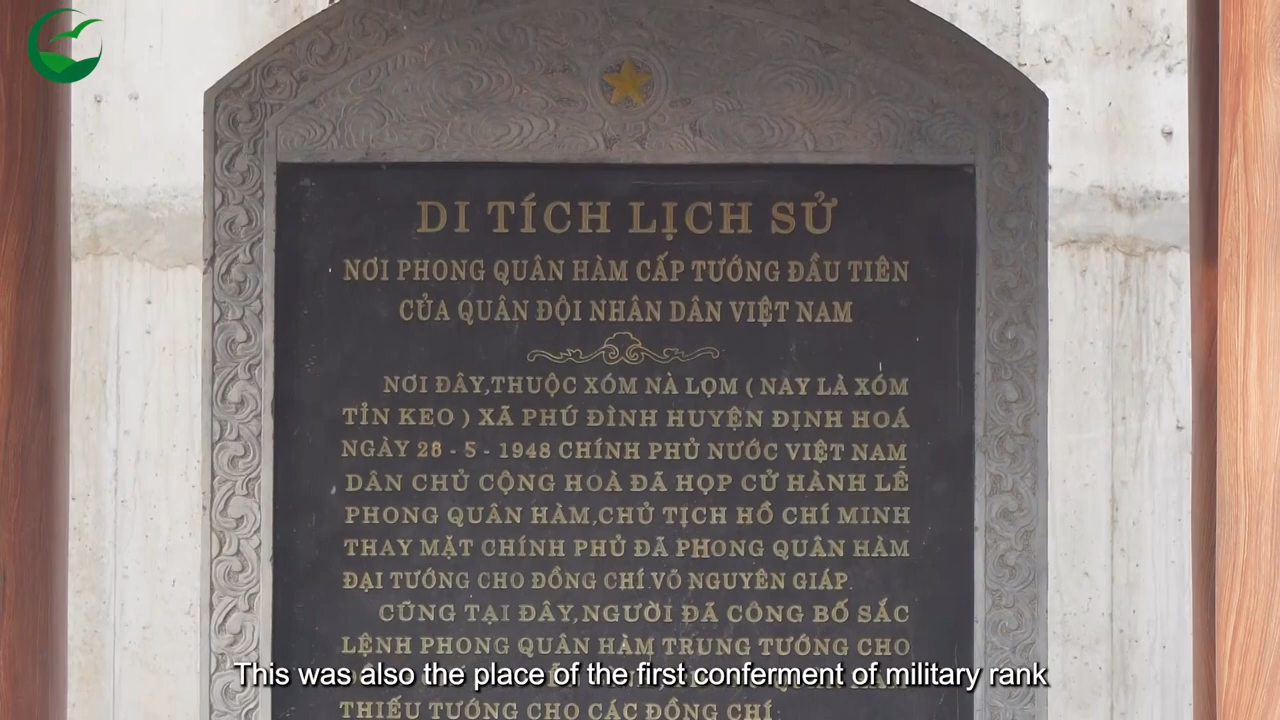 DI TÍCH LỊCH SỬ
NƠI PHONG QUÂN HÀM CẤP TƯỚNG ĐẦU TIÊN
CỦA QUÂN ĐỘI NHÂN DÂN VIỆT NAM
NƠI ĐÂY,THUỘC XÓM NÀ LỌM ( NAY LÀ XÓM
TỈN KEO ) XÃ PHÚ ĐÌNH HUYỆN ĐỊNH HOÁ
NGÀY 28 - 5 - 1948 CHÍNH PHỦ NƯỚC VIỆT NAM
DÂN CHỦ CỘNG HOÀ ĐÃ HỌP CỬ HÀNH LỄ
PHONG QUÂN HÀM,CHỦ TỊCH HỒ CHÍ MINH
THAY MẶT CHÍNH PHỦ ĐÃ PHONG QUÂN HÀM
ĐẠI TƯỚNG CHO ĐỒNG CHÍ VÕ NGUYÊN GIÁP.
CŨNG TẠI ĐÂY,NGƯỜI ĐÃ CÔNG BỐ SẮC
LỆNH PHONG QUÂN HÀM TRUNG TƯỚNG CHO
This was also the place of the first conferment of military rank
THIẾU TƯỚNG CHO CÁC ĐỒNG CHÍ: